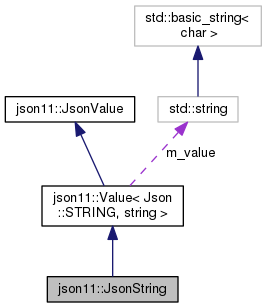 std::basic_string<
char >
json11::JsonValue
std::string
m_value
json11::Value< Json
::STRING, string >
json11::JsonString